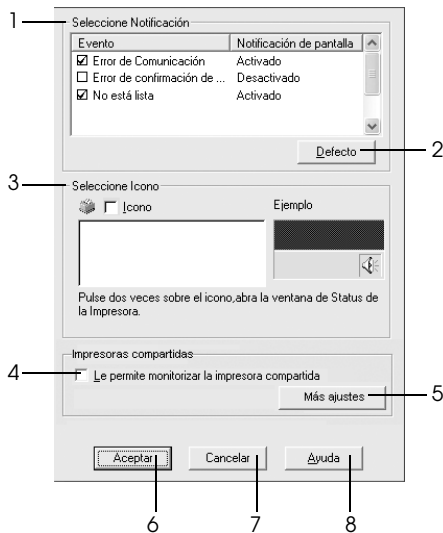 1 Seleccione Notificación
Evento Notificación de pantalla
Error de Comunicación Activado
Error de confirmación de ... Desactivado
No está lista Activado
Defecto 2
3 Seleccione Icono
Icono Ejemplo
Pulse dos veces sobre el icono,abra la ventana de Status de
la Impresora.
Impresoras compartidas
4 Le permite monitorizar la impresora compartida
Más ajustes 5
Aceptar Cancelar Ayuda
6 7 8